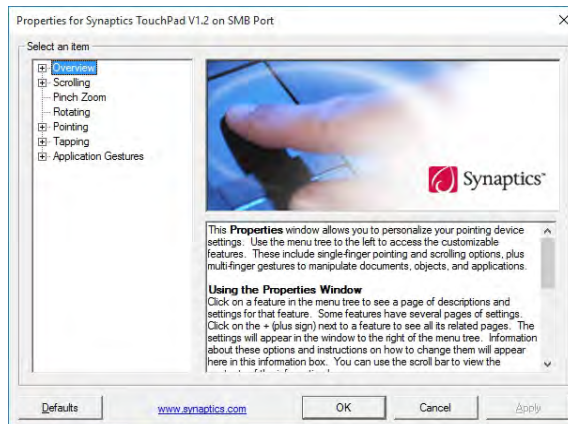 Properties for Synaptics TouchPad V1.2 on SMB Port
Select an item
Overview
Scrolling
Pinch Zoom
Rotating
Pointing
Tapping
Application Gestures
Synaptics™
This Properties window allows you to personalize your pointing device
settings. Use the menu tree to the left to access the customizable
features. These include single-finger pointing and scrolling options, plus
multi-finger gestures to manipulate documents, objects, and applications.
Using the Properties Window
Click on a feature in the menu tree to see a page of descriptions and
settings for that feature. Some features have several pages of settings.
Click on the + (plus sign) next to a feature to see all its related pages. The
settings will appear in the window to the right of the menu tree. Information
about these options and instructions on how to change them will appear
here in this information box. You can use the scroll bar to view the
Defaults
www.synaptics.com
OK
Cancel
Apply